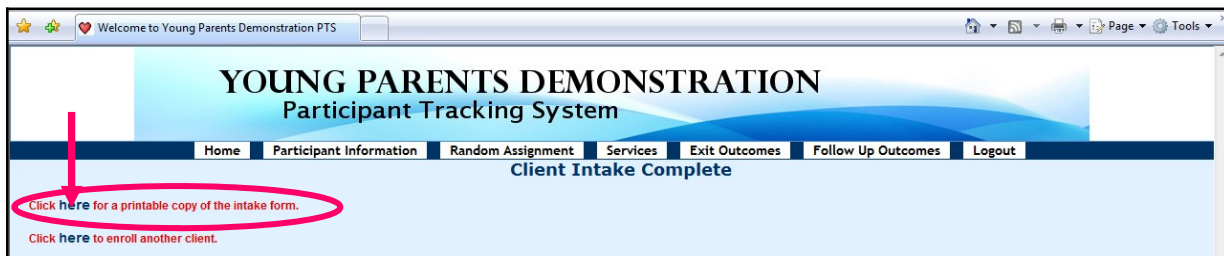 Welcome to Young Parents Demonstration PTS
Page Tools
YOUNG PARENTS DEMONSTRATION
Participant Tracking System
Home Participant Information Random Assignment Services Exit Outcomes Follow Up Outcomes Logout
Client Intake Complete
Click here for a printable copy of the intake form.
Click here to enroll another client.